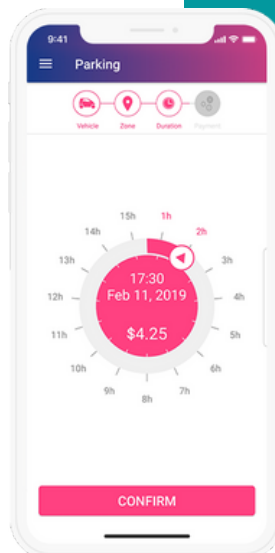 9:41
Parking
Vehicle Zone Duration Payment
15h 1h
14h 2h
13h 3h
12h 4h
11h 5h
10h 6h
9h 7h
8h
17:30
Feb 11, 2019
$4.25
CONFIRM